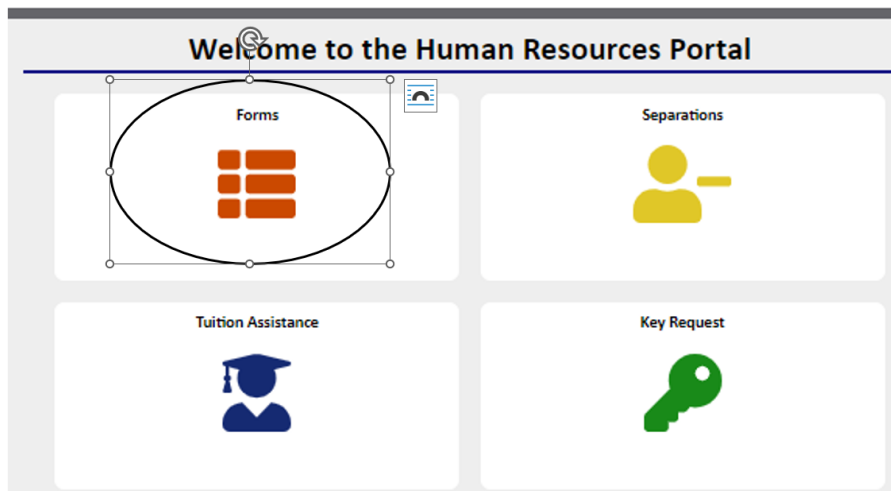 Welcome to the Human Resources Portal
Forms
Separations
Tuition Assistance
Key Request